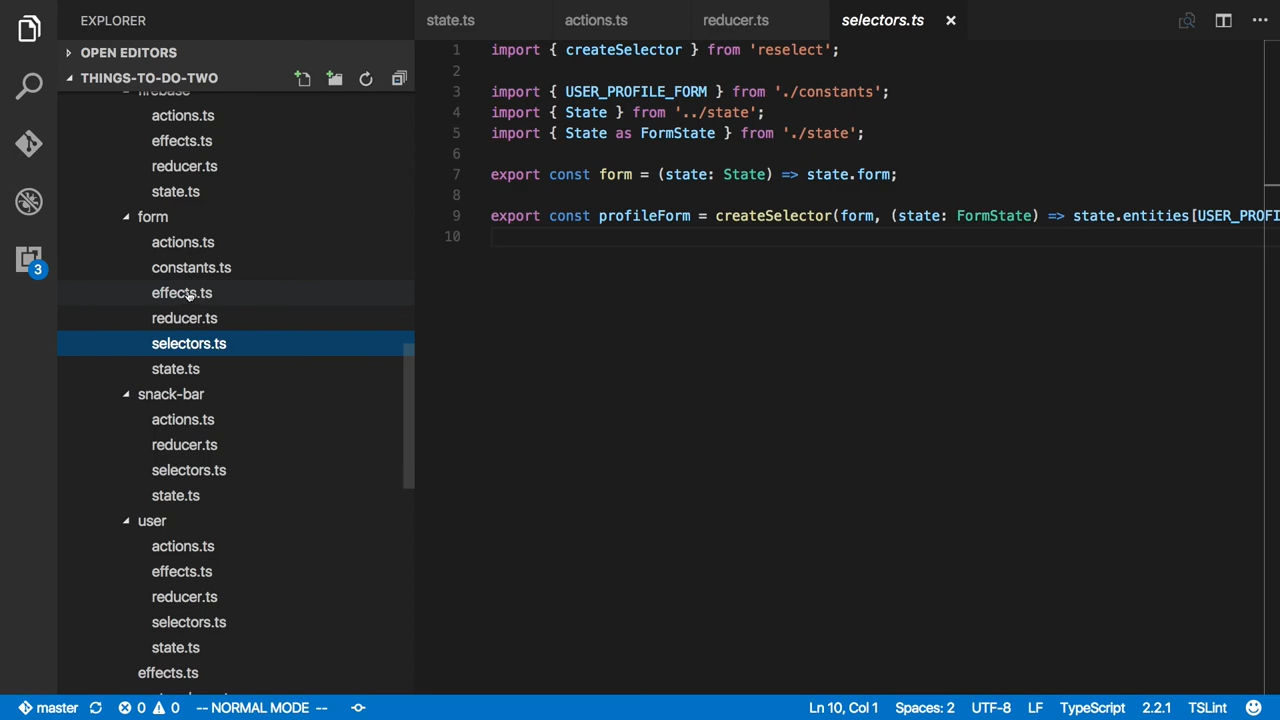 EXPLORER
OPEN EDITORS
THINGS-TO-DO-TWO
firebase
actions.ts
effects.ts
reducer.ts
state.ts
form
actions.ts
constants.ts
effects.ts
reducer.ts
selectors.ts
state.ts
snack-bar
actions.ts
reducer.ts
selectors.ts
state.ts
user
actions.ts
effects.ts
reducer.ts
selectors.ts
state.ts
effects.ts
3
state.ts actions.ts reducer.ts selectors.ts
1 import { createSelector } from 'reselect';
2
3 import { USER_PROFILE_FORM } from './constants';
4 import { State } from '../state';
5 import { State as FormState } from './state';
6
7 export const form = (state: State) => state.form;
8
9 export const profileForm = createSelector(form, (state: FormState) => state.entities[USER_PROFI
10
master 0 0 -- NORMAL MODE -- Ln 10, Col 1 Spaces: 2 UTF-8 LF TypeScript 2.2.1 TSLint